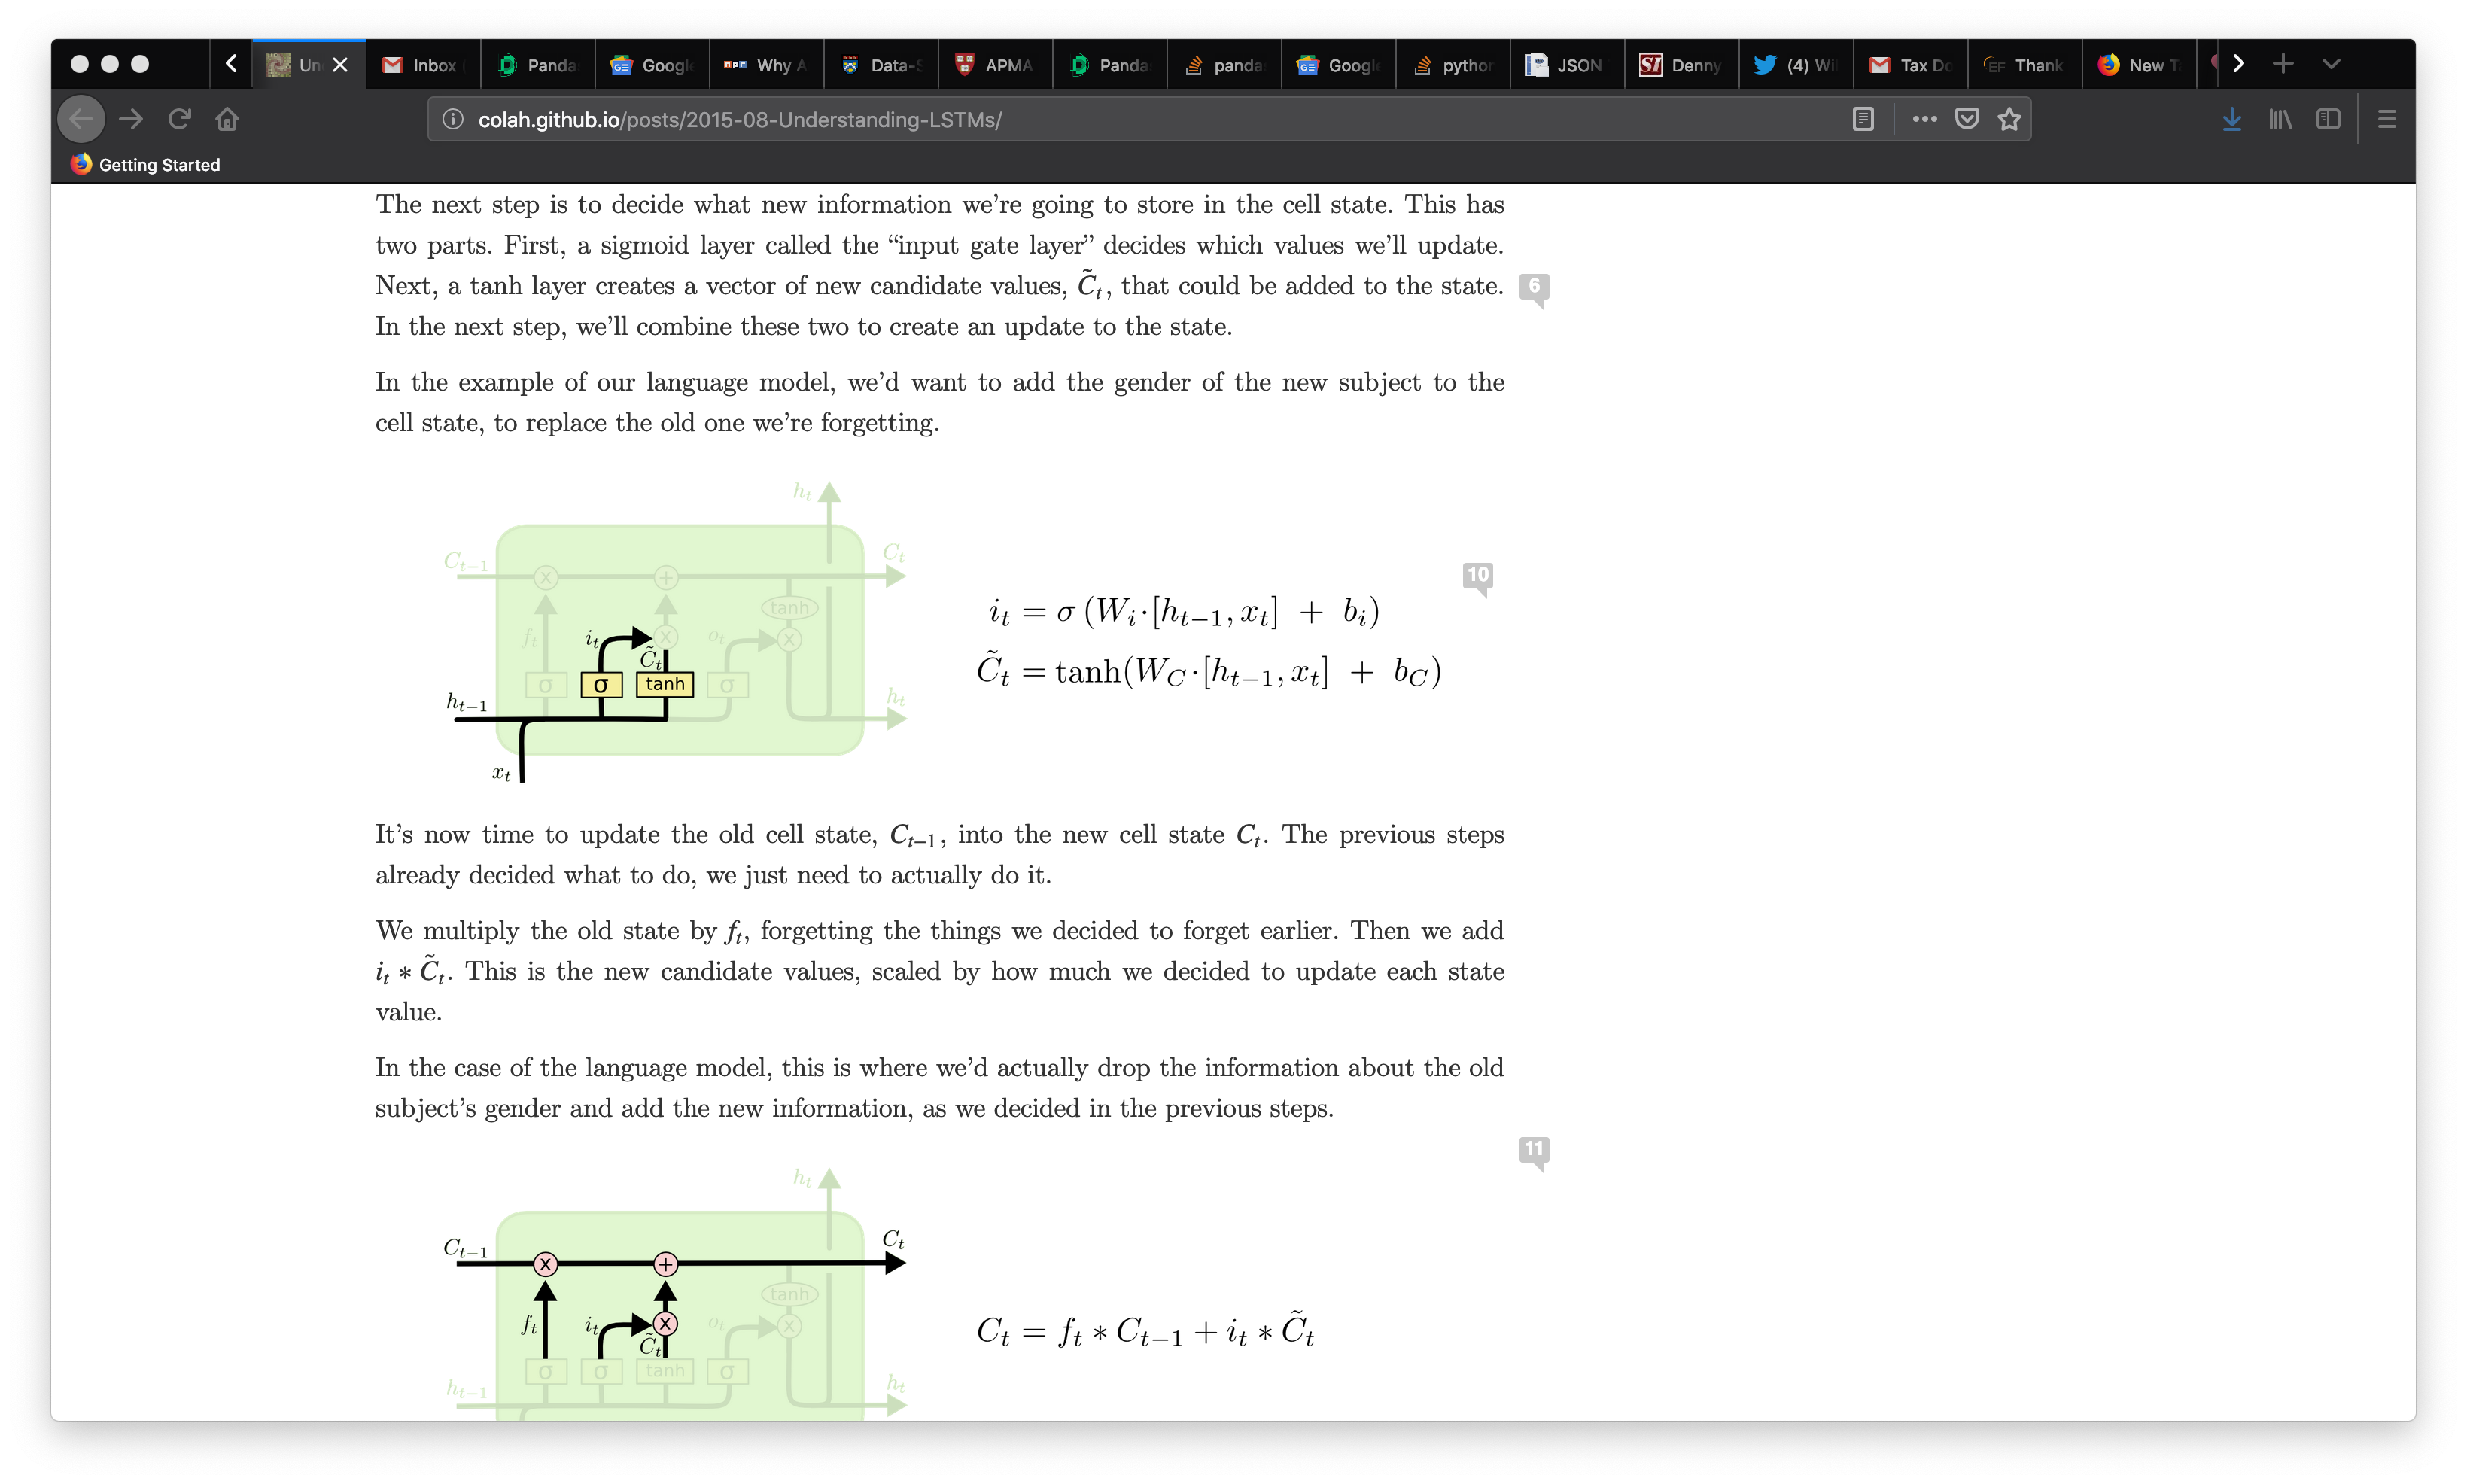 Un
Inbox
Panda
Googl
npr Why A
Data-S
APMA
Panda
panda
GE Googl
python
JSON
SI Denny
(4) Wi
Tax Do
EF Thank
New T
colah.github.io/posts/2015-08-Understanding-LSTMs/
Getting Started
The next step is to decide what new information we’re going to store in the cell state. This has
two parts. First, a sigmoid layer called the “input gate layer” decides which values we’ll update.
Next, a tanh layer creates a vector of new candidate values, C̃ₜ, that could be added to the state.
6
In the next step, we’ll combine these two to create an update to the state.
In the example of our language model, we’d want to add the gender of the new subject to the
cell state, to replace the old one we’re forgetting.
hₜ
Cₜ₋₁
Cₜ
x
+
tanh
fₜ
iₜ
x
oₜ
x
C̃ₜ
σ
σ
tanh
σ
hₜ₋₁
hₜ
xₜ
10
iₜ = σ (Wᵢ·[hₜ₋₁, xₜ] + bᵢ)
C̃ₜ = tanh(W_C·[hₜ₋₁, xₜ] + b_C)
It’s now time to update the old cell state, Cₜ₋₁, into the new cell state Cₜ. The previous steps
already decided what to do, we just need to actually do it.
We multiply the old state by fₜ, forgetting the things we decided to forget earlier. Then we add
iₜ ∗ C̃ₜ. This is the new candidate values, scaled by how much we decided to update each state
value.
In the case of the language model, this is where we’d actually drop the information about the old
subject’s gender and add the new information, as we decided in the previous steps.
11
hₜ
Cₜ₋₁
Cₜ
x
+
tanh
fₜ
iₜ
x
oₜ
x
C̃ₜ
σ
σ
tanh
σ
hₜ₋₁
hₜ
Cₜ = fₜ ∗ Cₜ₋₁ + iₜ ∗ C̃ₜ